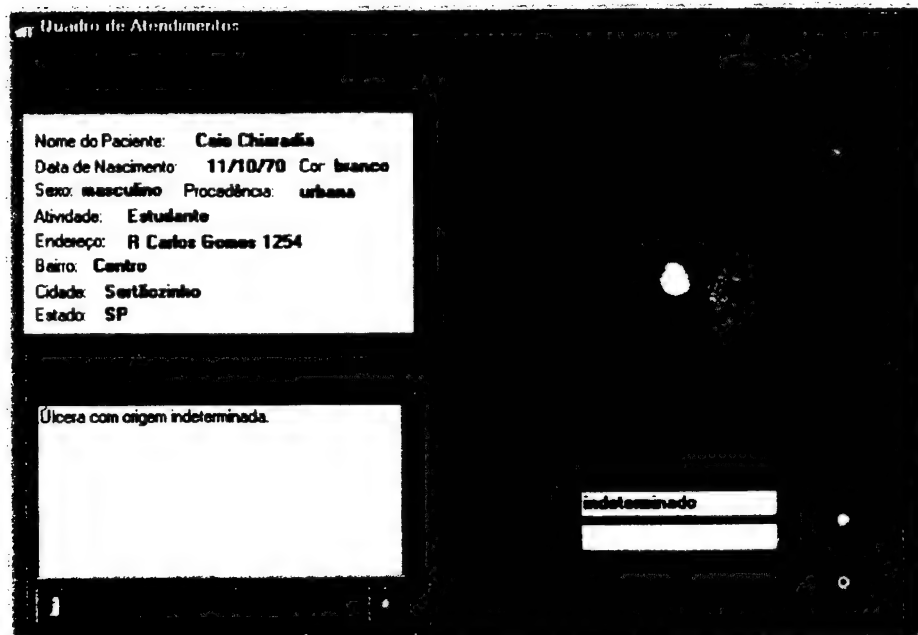 Quadro de Atendimentos
Nome do Paciente: Caio Chiaradia
Data de Nascimento: 11/10/70 Cor branco
Sexo: masculino Procedência: urbana
Atividade: Estudante
Endereço: R Carlos Gomes 1254
Bairro: Centro
Cidade: Sertãozinho
Estado: SP
Úlcera com origem indeterminada.
indeterminado